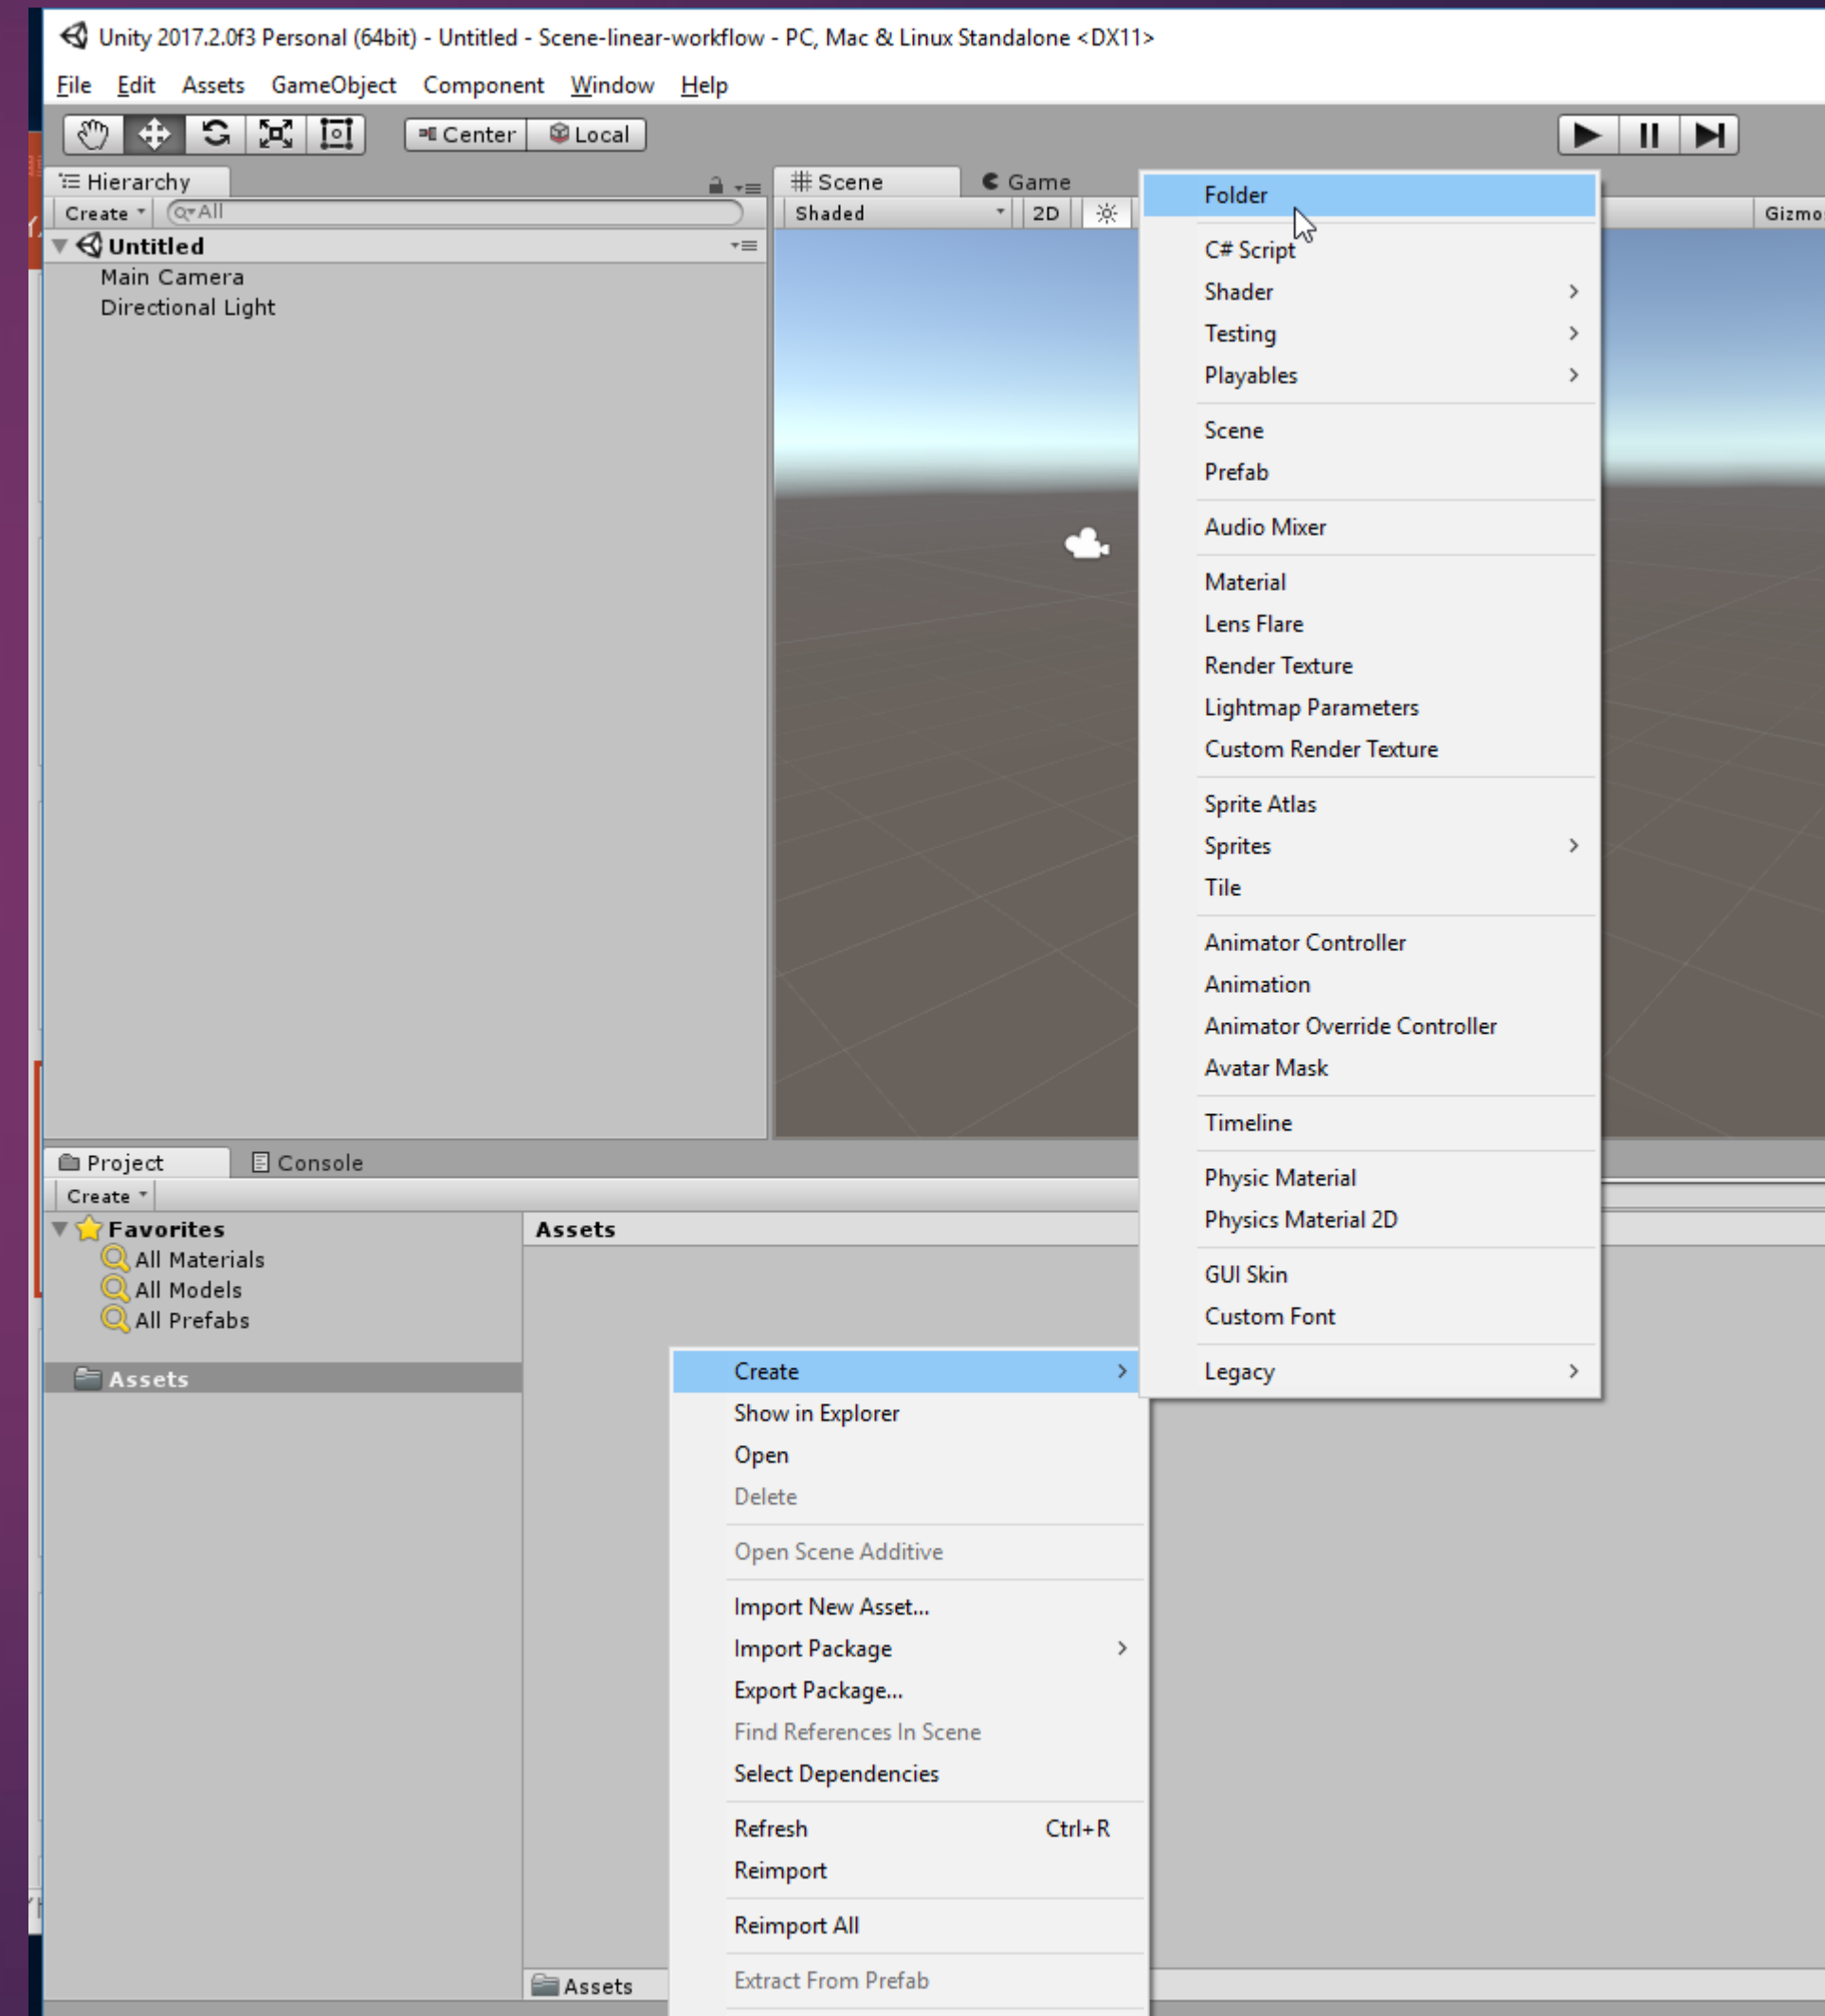 Unity 2017.2.0f3 Personal (64bit) - Untitled - Scene-linear-workflow - PC, Mac & Linux Standalone <DX11>
File Edit Assets GameObject Component Window Help
Center Local
Hierarchy
Create All
Untitled
Main Camera
Directional Light
Scene Game
Shaded 2D Gizmo
Folder
C# Script
Shader
Testing
Playables
Scene
Prefab
Audio Mixer
Material
Lens Flare
Render Texture
Lightmap Parameters
Custom Render Texture
Sprite Atlas
Sprites
Tile
Animator Controller
Animation
Animator Override Controller
Avatar Mask
Timeline
Physic Material
Physics Material 2D
GUI Skin
Custom Font
Legacy
Project Console
Create
Favorites
All Materials
All Models
All Prefabs
Assets
Assets
Create
Show in Explorer
Open
Delete
Open Scene Additive
Import New Asset...
Import Package
Export Package...
Find References In Scene
Select Dependencies
Refresh Ctrl+R
Reimport
Reimport All
Extract From Prefab
Assets